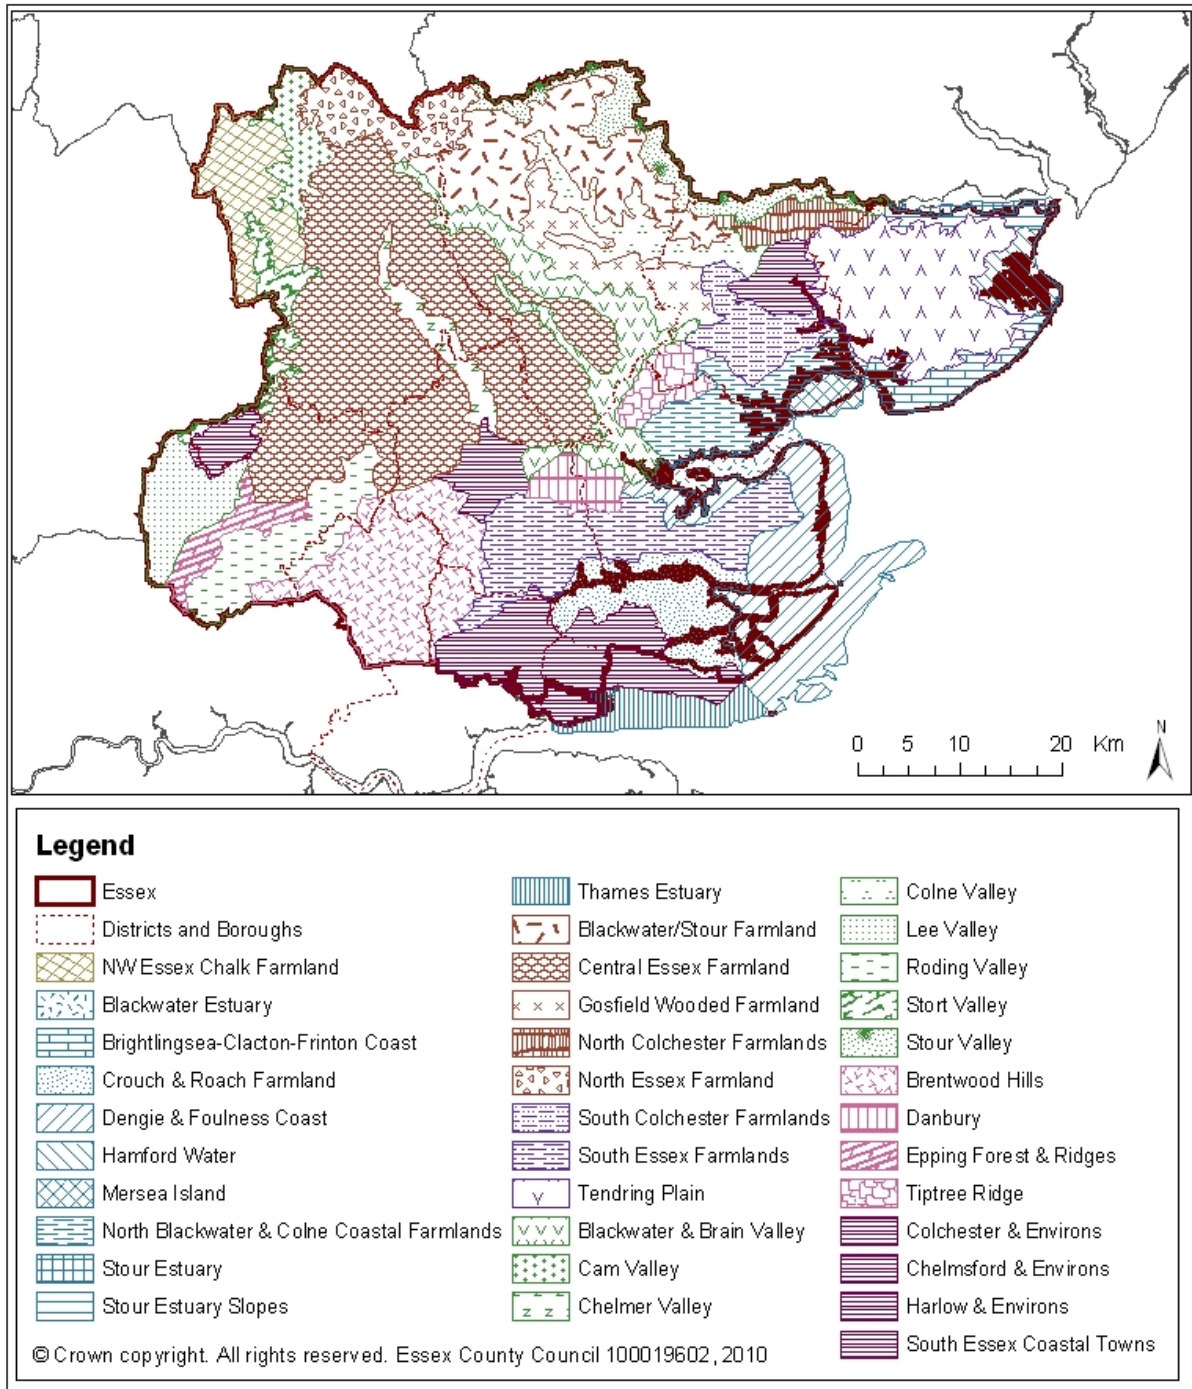 N
0 5 10 20 Km
Legend
Essex
Districts and Boroughs
NW Essex Chalk Farmland
Blackwater Estuary
Brightlingsea-Clacton-Frinton Coast
Crouch & Roach Farmland
Dengie & Foulness Coast
Hamford Water
Mersea Island
North Blackwater & Colne Coastal Farmlands
Stour Estuary
Stour Estuary Slopes
Thames Estuary
Blackwater/Stour Farmland
Central Essex Farmland
Gosfield Wooded Farmland
North Colchester Farmlands
North Essex Farmland
South Colchester Farmlands
South Essex Farmlands
Tendring Plain
Blackwater & Brain Valley
Cam Valley
Chelmer Valley
Colne Valley
Lee Valley
Roding Valley
Stort Valley
Stour Valley
Brentwood Hills
Danbury
Epping Forest & Ridges
Tiptree Ridge
Colchester & Environs
Chelmsford & Environs
Harlow & Environs
South Essex Coastal Towns
© Crown copyright. All rights reserved. Essex County Council 100019602, 2010